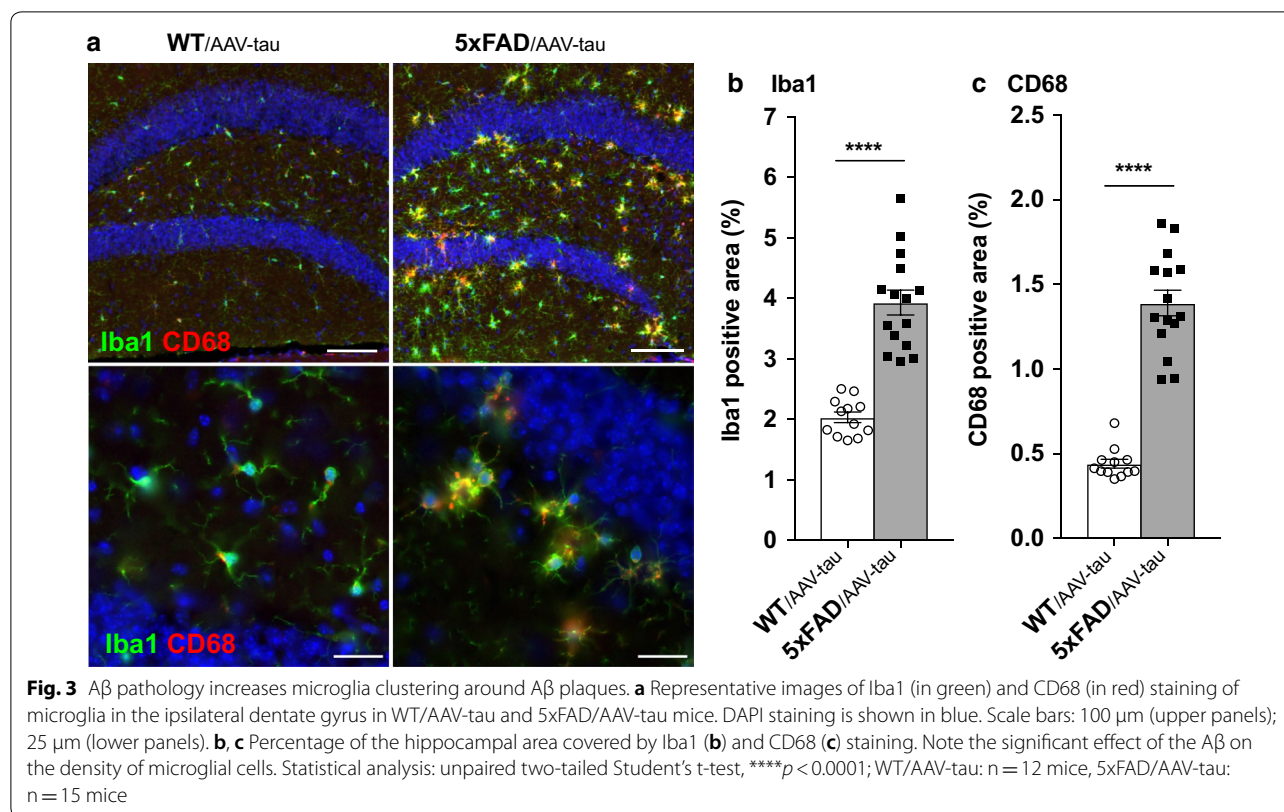 a
WT/AAV-tau
5xFAD/AAV-tau
Iba1 CD68
Iba1 CD68
b Iba1
Iba1 positive area (%)
7
6
5
4
3
2
1
0
****
WT/AAV-tau
5xFAD/AAV-tau
c CD68
CD68 positive area (%)
2.5
2.0
1.5
1.0
0.5
0.0
****
WT/AAV-tau
5xFAD/AAV-tau
Fig. 3 Aβ pathology increases microglia clustering around Aβ plaques. a Representative images of Iba1 (in green) and CD68 (in red) staining of
microglia in the ipsilateral dentate gyrus in WT/AAV-tau and 5xFAD/AAV-tau mice. DAPI staining is shown in blue. Scale bars: 100 μm (upper panels);
25 μm (lower panels). b, c Percentage of the hippocampal area covered by Iba1 (b) and CD68 (c) staining. Note the significant effect of the Aβ on
the density of microglial cells. Statistical analysis: unpaired two-tailed Student’s t-test, ****p < 0.0001; WT/AAV-tau: n = 12 mice, 5xFAD/AAV-tau:
n = 15 mice